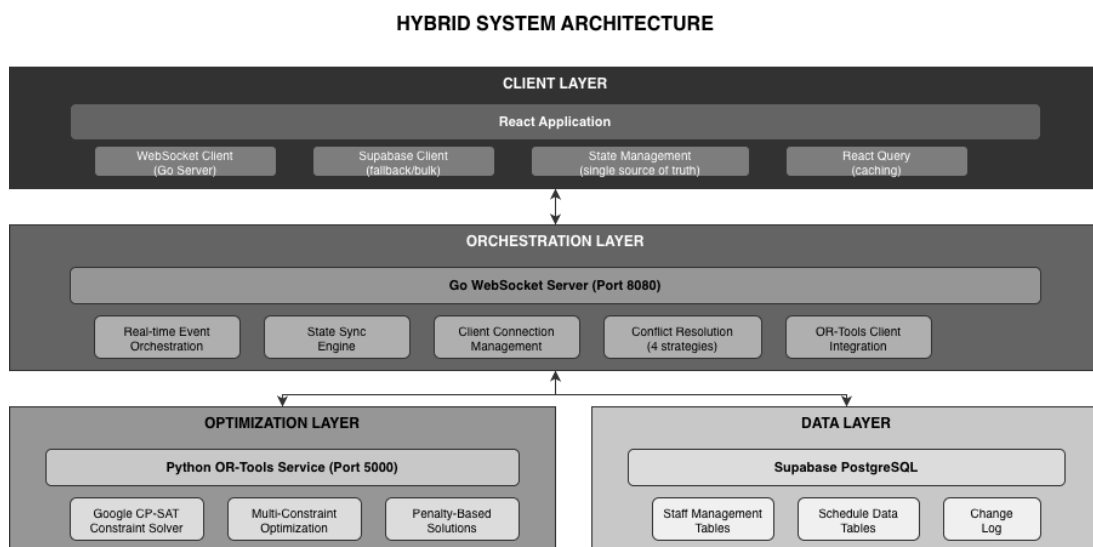 HYBRID SYSTEM ARCHITECTURE
CLIENT LAYER
React Application
WebSocket Client
(Go Server)
Supabase Client
(fallback/bulk)
State Management
(single source of truth)
React Query
(caching)
ORCHESTRATION LAYER
Go WebSocket Server (Port 8080)
Real-time Event
Orchestration
State Sync
Engine
Client Connection
Management
Conflict Resolution
(4 strategies)
OR-Tools Client
Integration
OPTIMIZATION LAYER
Python OR-Tools Service (Port 5000)
Google CP-SAT
Constraint Solver
Multi-Constraint
Optimization
Penalty-Based
Solutions
DATA LAYER
Supabase PostgreSQL
Staff Management
Tables
Schedule Data
Tables
Change
Log